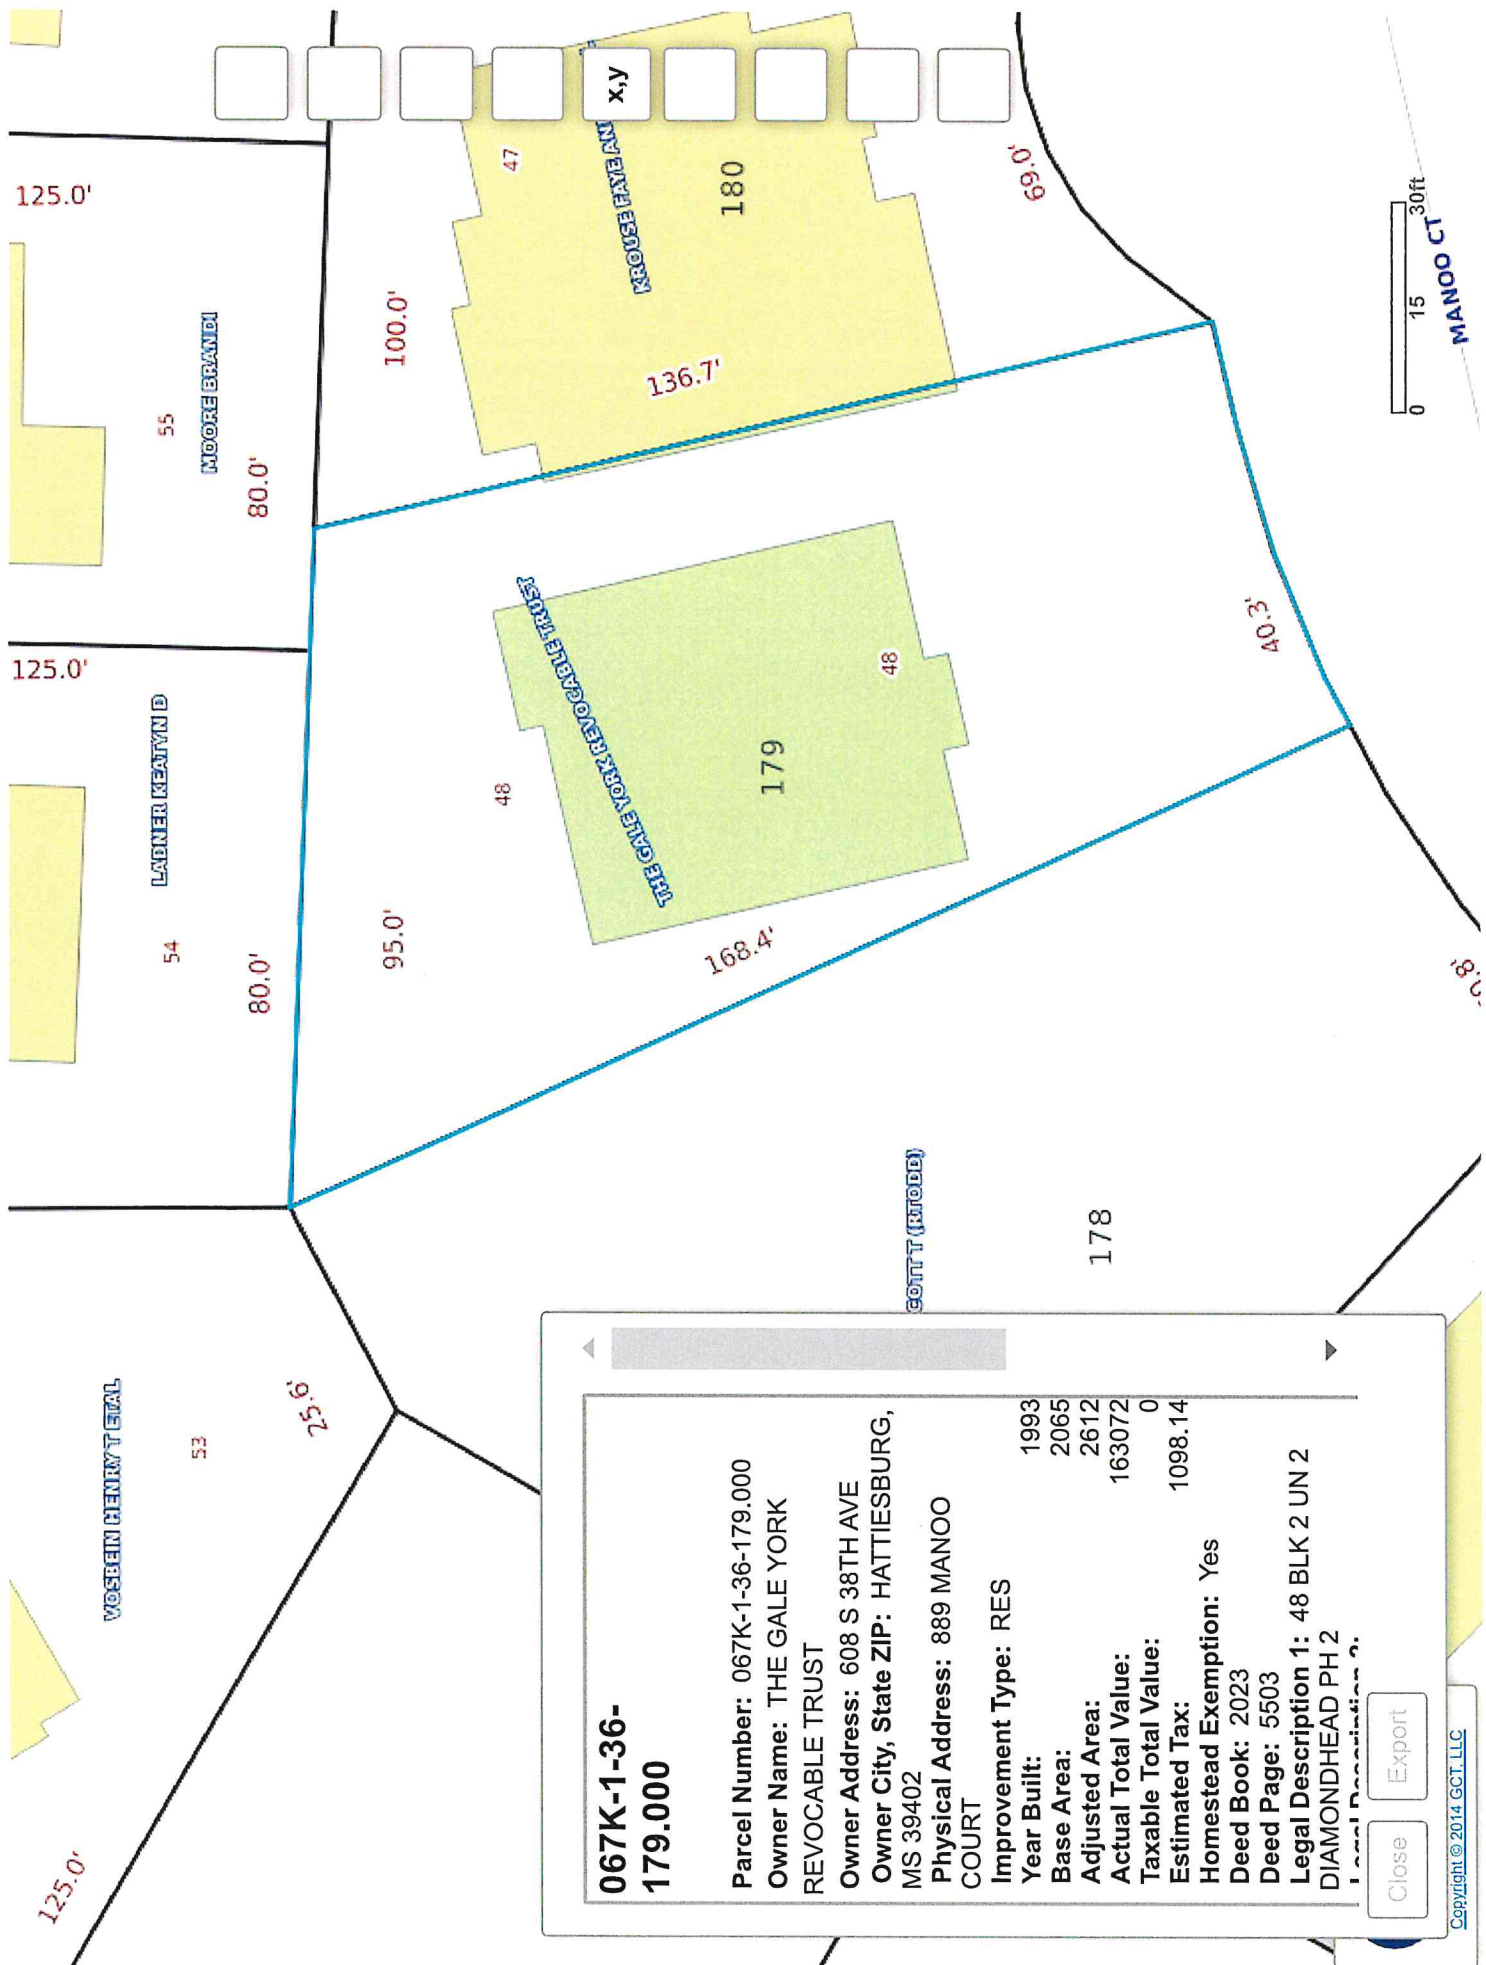 125.0'
VOSBEIN HENRY T ETAL
53
25.6'
125.0'
LADNER KEATYN D
54
80.0'
125.0'
MOORE BRANDI
55
80.0'
95.0'
100.0'
48
THE GALE YORK REVOCABLE TRUST
168.4'
179
48
136.7'
47
KROUSE FAYE AN
180
x,y
69.0'
40.3'
178
COTT T (RTODD)
0 15 30ft
MANOO CT
067K-1-36-
179.000
Parcel Number: 067K-1-36-179.000
Owner Name: THE GALE YORK
REVOCABLE TRUST
Owner Address: 608 S 38TH AVE
Owner City, State ZIP: HATTIESBURG,
MS 39402
Physical Address: 889 MANOO
COURT
Improvement Type: RES
Year Built: 1993
Base Area: 2065
Adjusted Area: 2612
Actual Total Value: 163072
Taxable Total Value: 0
Estimated Tax: 1098.14
Homestead Exemption: Yes
Deed Book: 2023
Deed Page: 5503
Legal Description 1: 48 BLK 2 UN 2
DIAMONDHEAD PH 2
Legal Description 2:
Close Export
Copyright © 2014 GCT, LLC